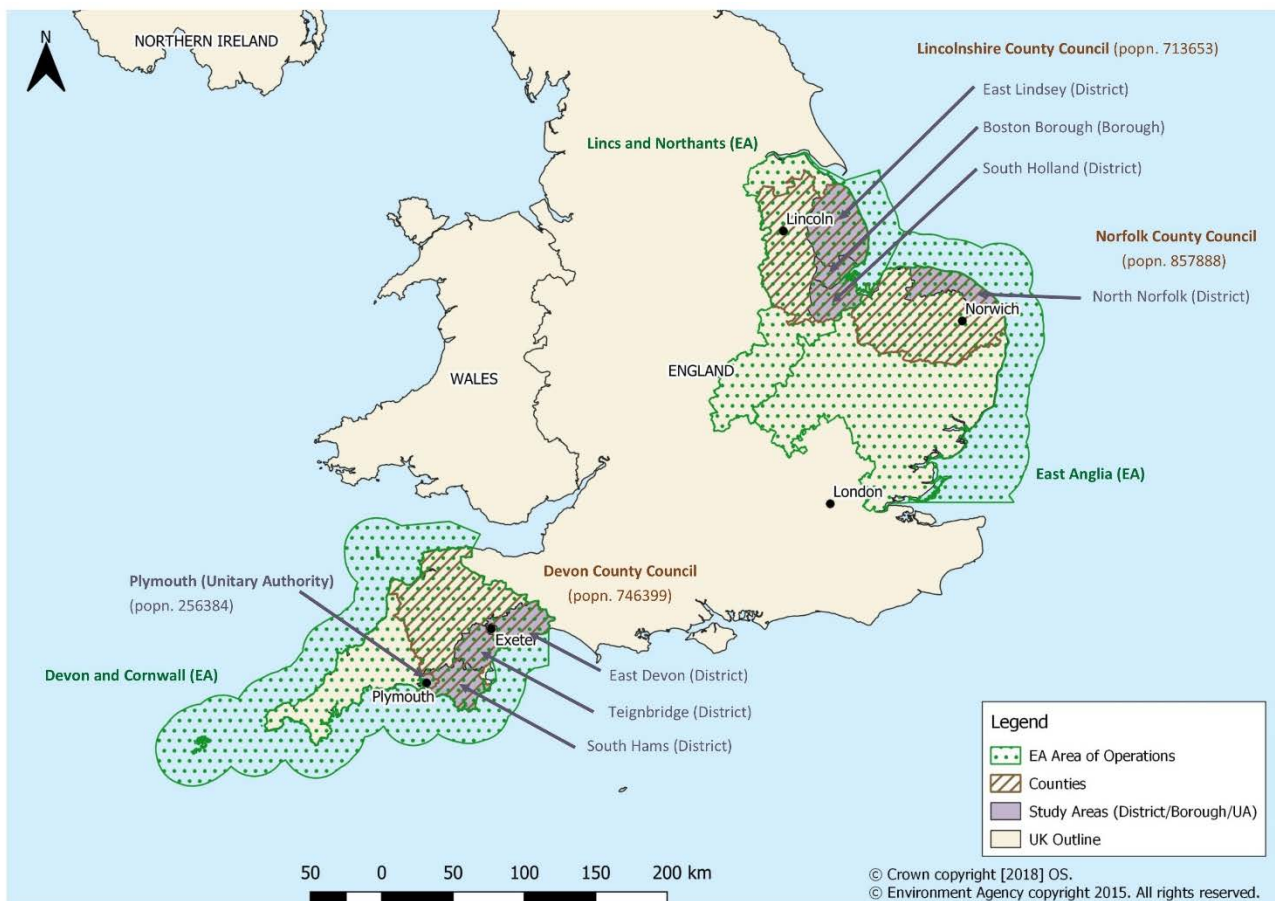 N
NORTHERN IRELAND
Lincolnshire County Council (popn. 713653)
East Lindsey (District)
Boston Borough (Borough)
Lincs and Northants (EA)
South Holland (District)
Lincoln
Norfolk County Council
(popn. 857888)
North Norfolk (District)
Norwich
ENGLAND
WALES
East Anglia (EA)
London
Devon County Council
(popn. 746399)
Plymouth (Unitary Authority)
(popn. 256384)
Exeter
Devon and Cornwall (EA)
East Devon (District)
Plymouth
Teignbridge (District)
South Hams (District)
Legend
EA Area of Operations
Counties
Study Areas (District/Borough/UA)
UK Outline
50 0 50 100 150 200 km
© Crown copyright [2018] OS.
© Environment Agency copyright 2015. All rights reserved.